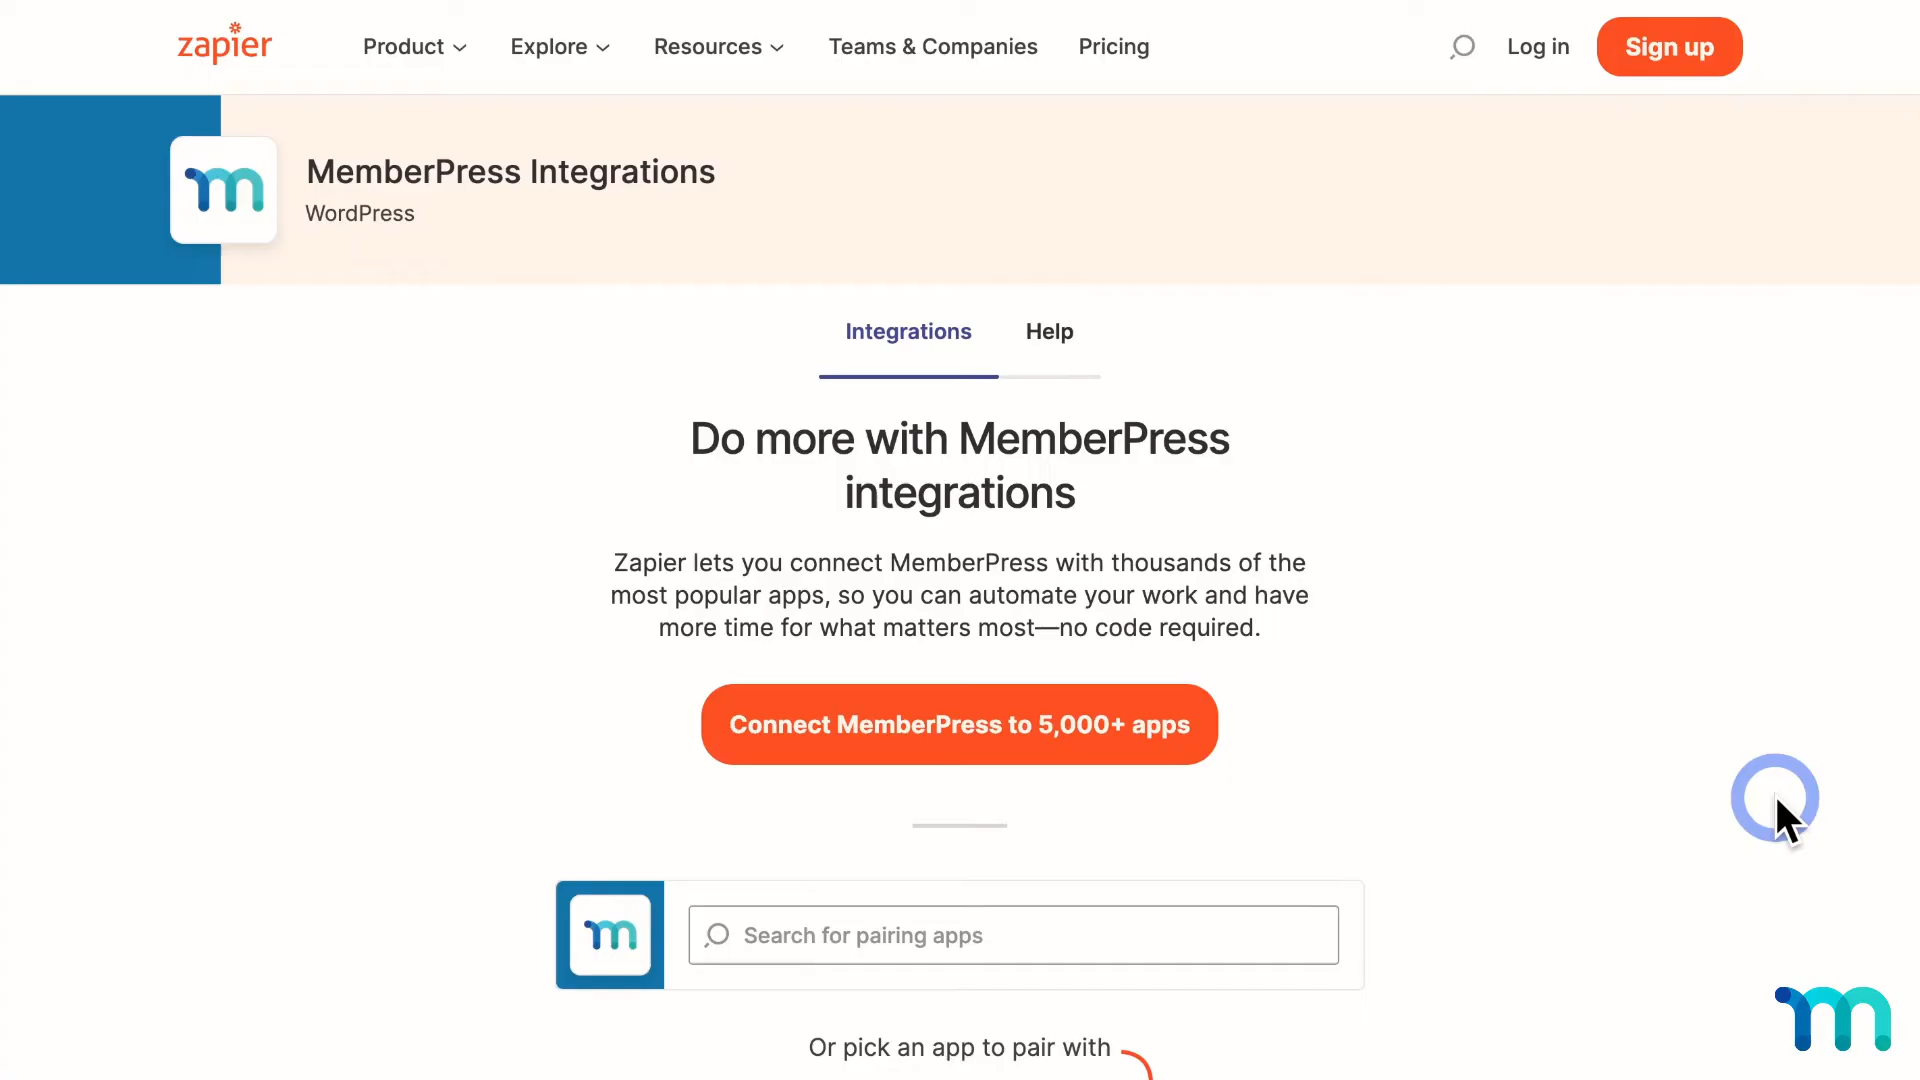 zapier
Product
Explore
Resources
Teams & Companies
Pricing
Log in
Sign up
MemberPress Integrations
WordPress
Integrations
Help
Do more with MemberPress
integrations
Zapier lets you connect MemberPress with thousands of the
most popular apps, so you can automate your work and have
more time for what matters most—no code required.
Connect MemberPress to 5,000+ apps
Search for pairing apps
Or pick an app to pair with